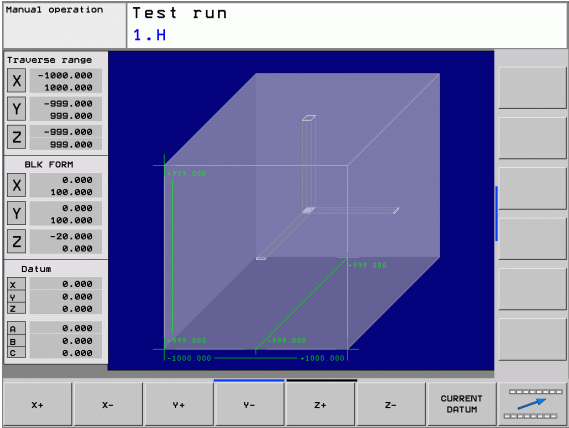 Manual operation
Test run
1.H
Traverse range
X
-1000.000
1000.000
Y
-999.000
999.000
Z
-999.000
999.000
BLK FORM
X
0.000
100.000
Y
0.000
100.000
Z
-20.000
0.000
Datum
X
0.000
Y
0.000
Z
0.000
A
0.000
B
0.000
C
0.000
+999.000
+999.000
-999.000
-999.000
-1000.000
+1000.000
X+
X-
Y+
Y-
Z+
Z-
CURRENT
DATUM